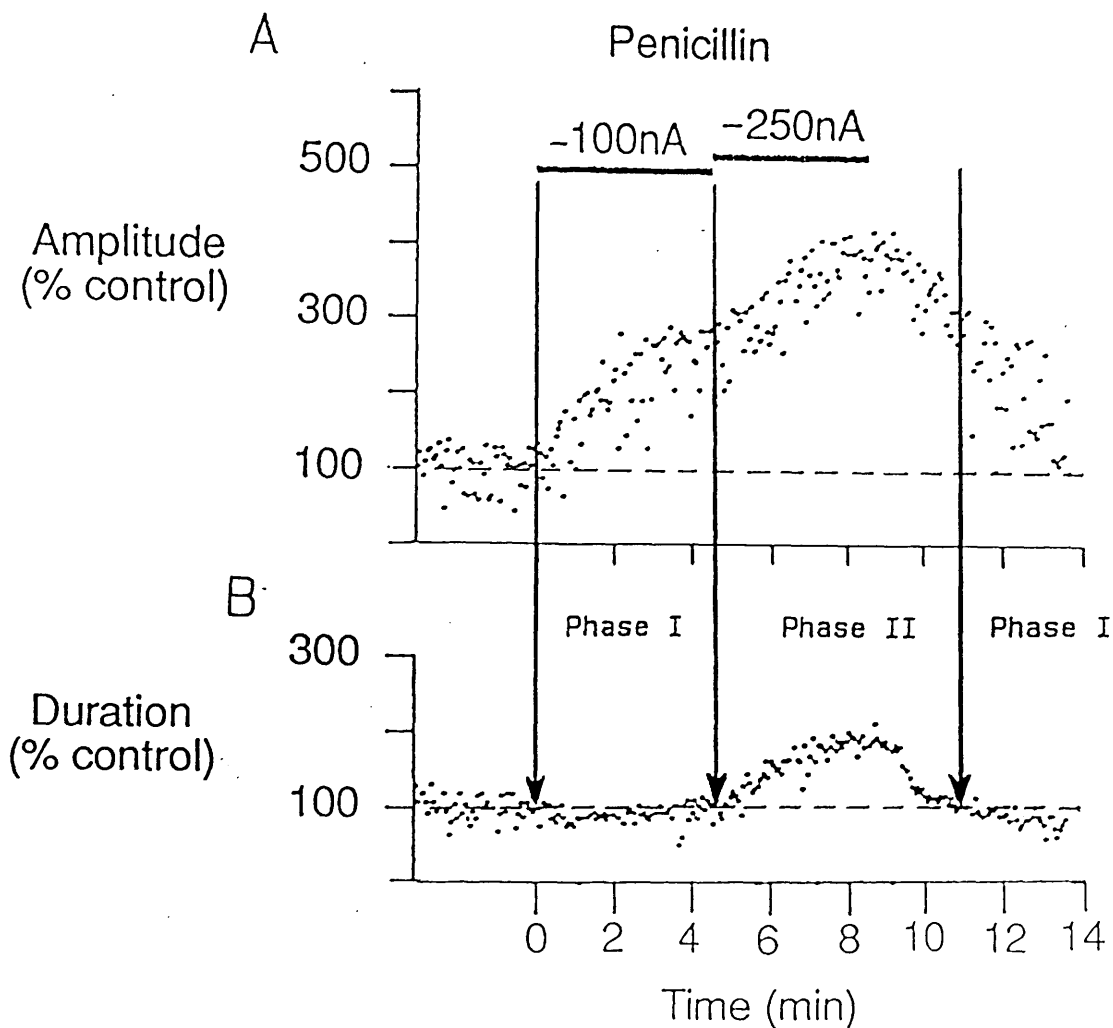 A
Penicillin
-100nA
-250nA
500
300
100
Amplitude
(% control)
B
Phase I
Phase II
Phase I
300
100
Duration
(% control)
0 2 4 6 8 10 12 14
Time (min)